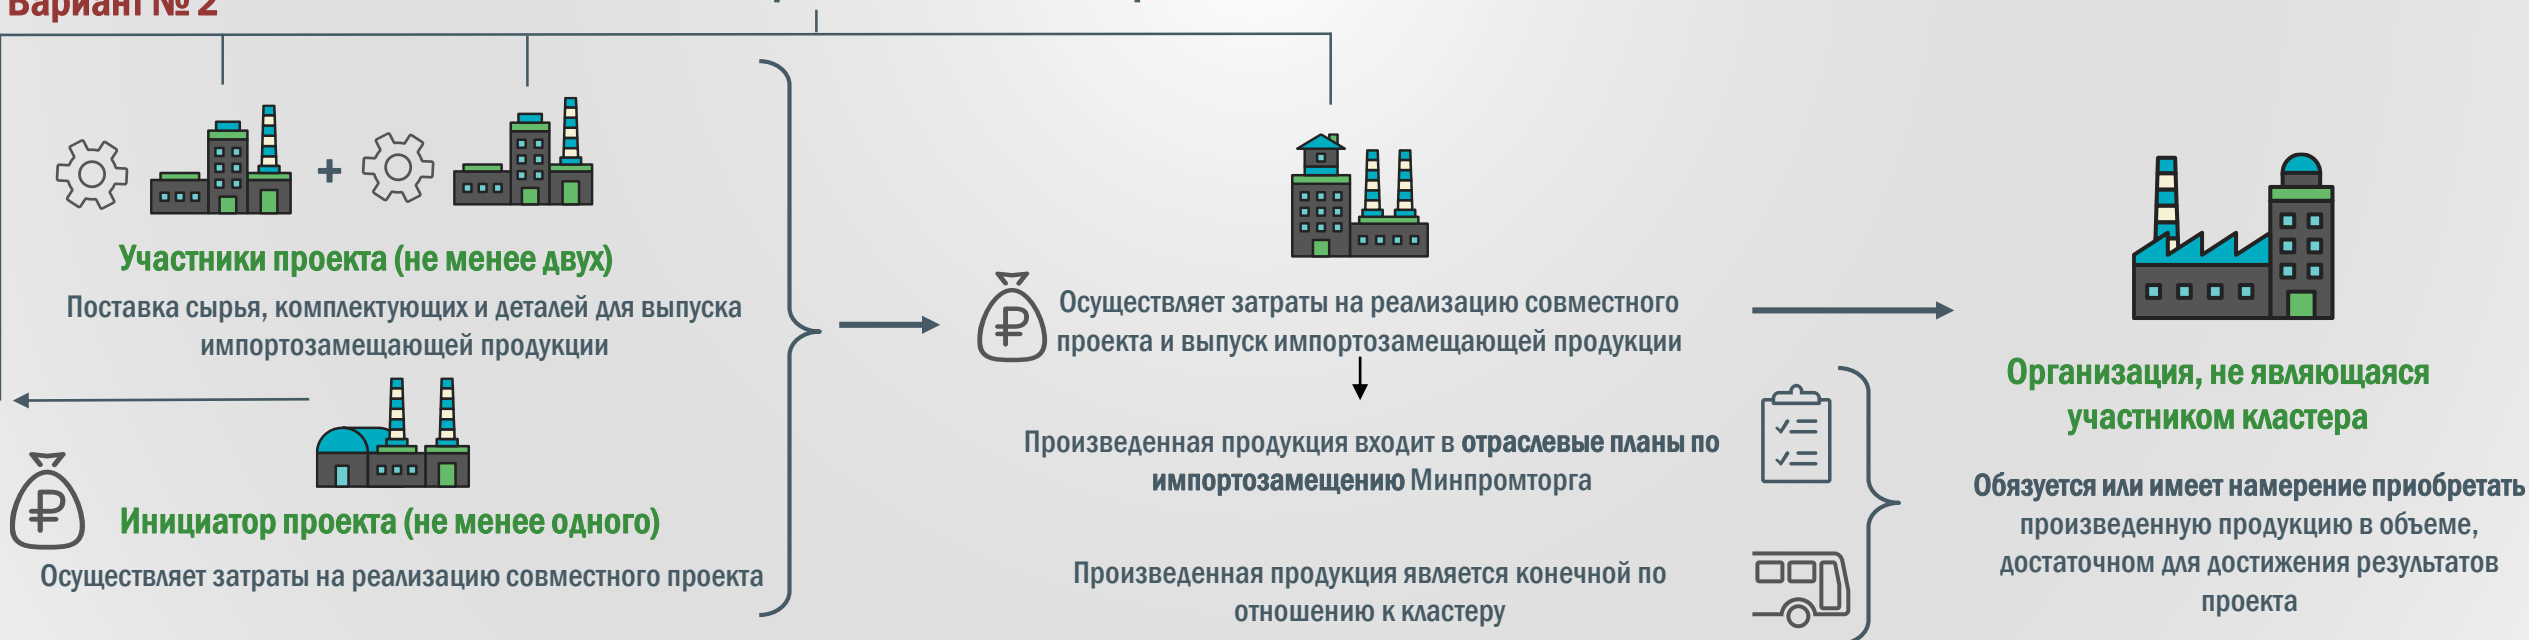 Вариант № 2
+
Участники проекта (не менее двух)
Поставка сырья, комплектующих и деталей для выпуска
импортозамещающей продукции
Инициатор проекта (не менее одного)
Осуществляет затраты на реализацию совместного проекта
Осуществляет затраты на реализацию совместного
проекта и выпуск импортозамещающей продукции
Произведенная продукция входит в отраслевые планы по
импортозамещению Минпромторга
Произведенная продукция является конечной по
отношению к кластеру
Организация, не являющаяся
участником кластера
Обязуется или имеет намерение приобретать
произведенную продукцию в объеме,
достаточном для достижения результатов
проекта